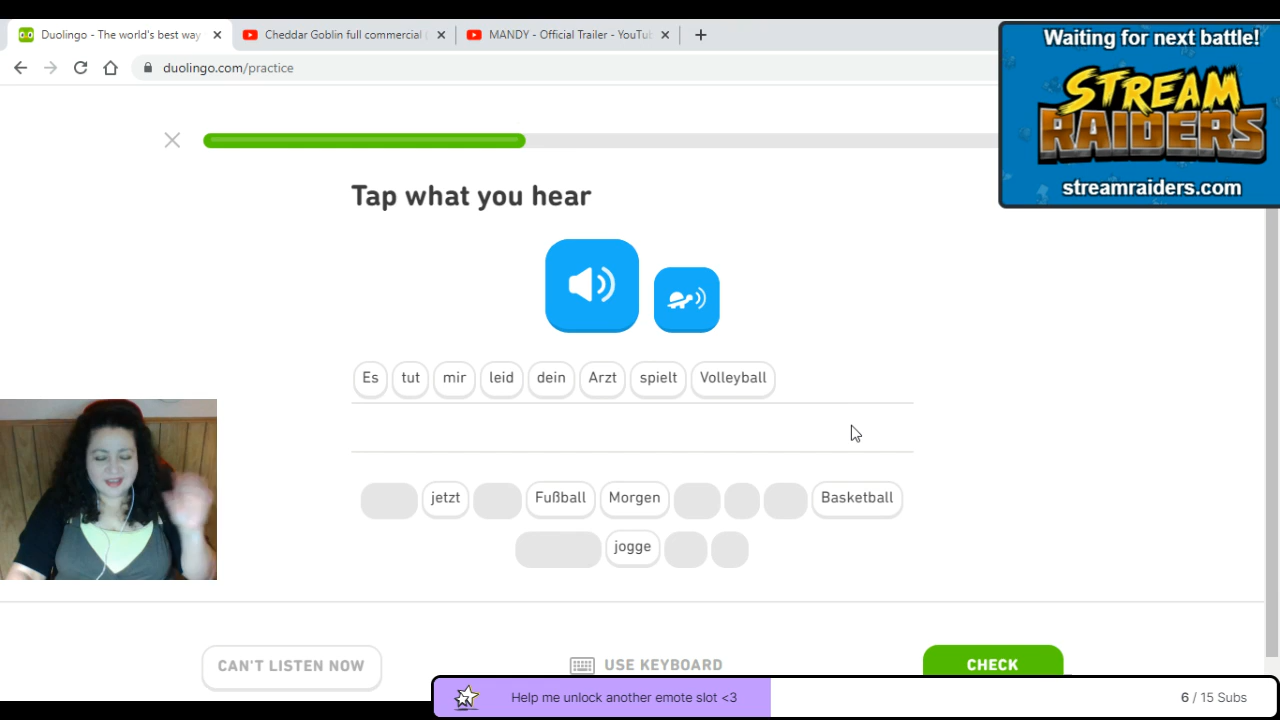 Duolingo - The world's best way
Cheddar Goblin full commercial (
MANDY - Official Trailer - YouTub
duolingo.com/practice
Waiting for next battle!
STREAM
RAIDERS
streamraiders.com
Tap what you hear
Es tut mir leid dein Arzt spielt Volleyball
jetzt Fußball Morgen Basketball
jogge
CAN'T LISTEN NOW
USE KEYBOARD
CHECK
Help me unlock another emote slot <3
6 / 15 Subs